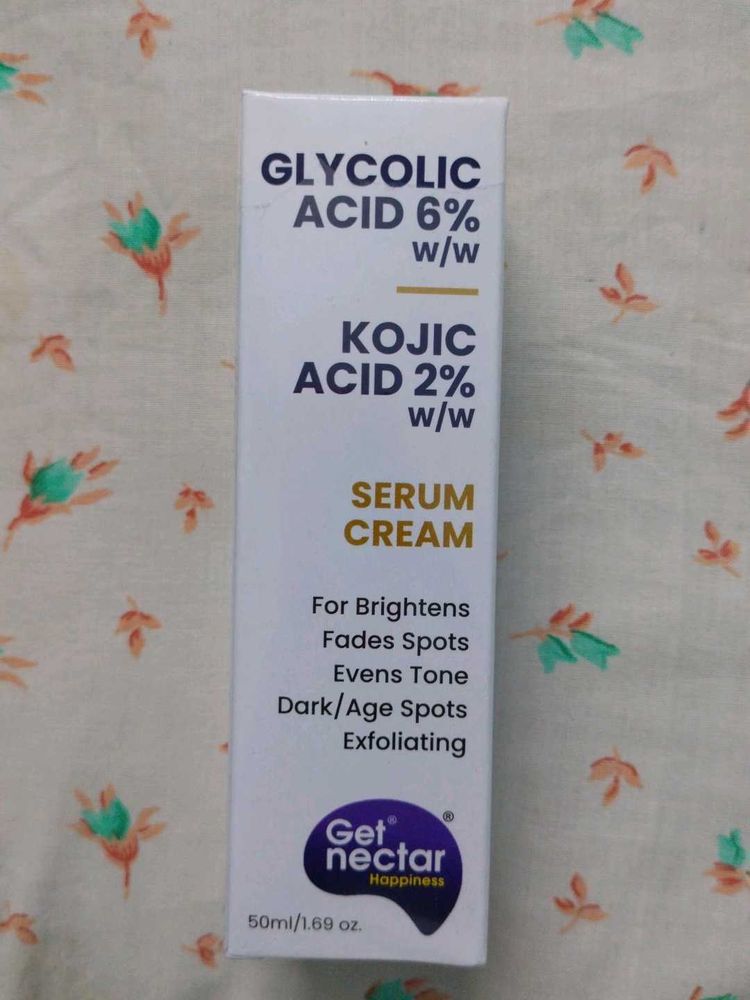 GLYCOLIC
ACID 6%
w/w
KOJIC
ACID 2%
w/w
SERUM
CREAM
For Brightens
Fades Spots
Evens Tone
Dark/Age Spots
Exfoliating
Get®
nectar®
Happiness
50ml/1.69 oz.